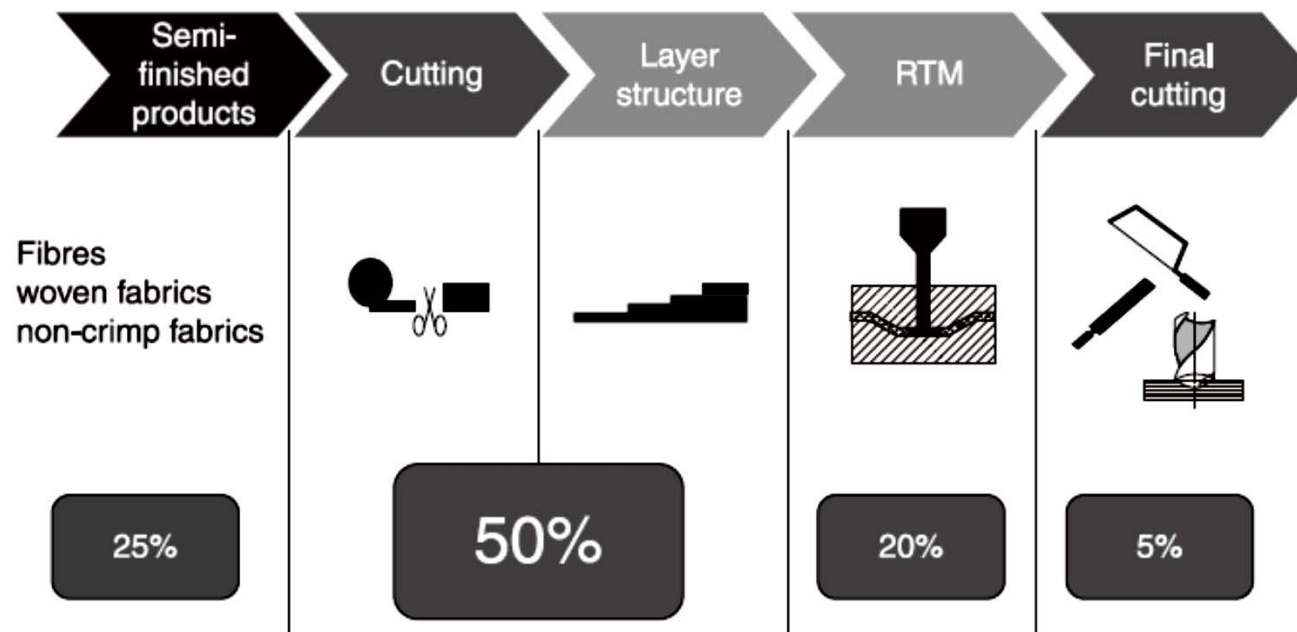 Semi-
finished
products
Cutting
Layer
structure
RTM
Final
cutting
Fibres
woven fabrics
non-crimp fabrics
25%
50%
20%
5%